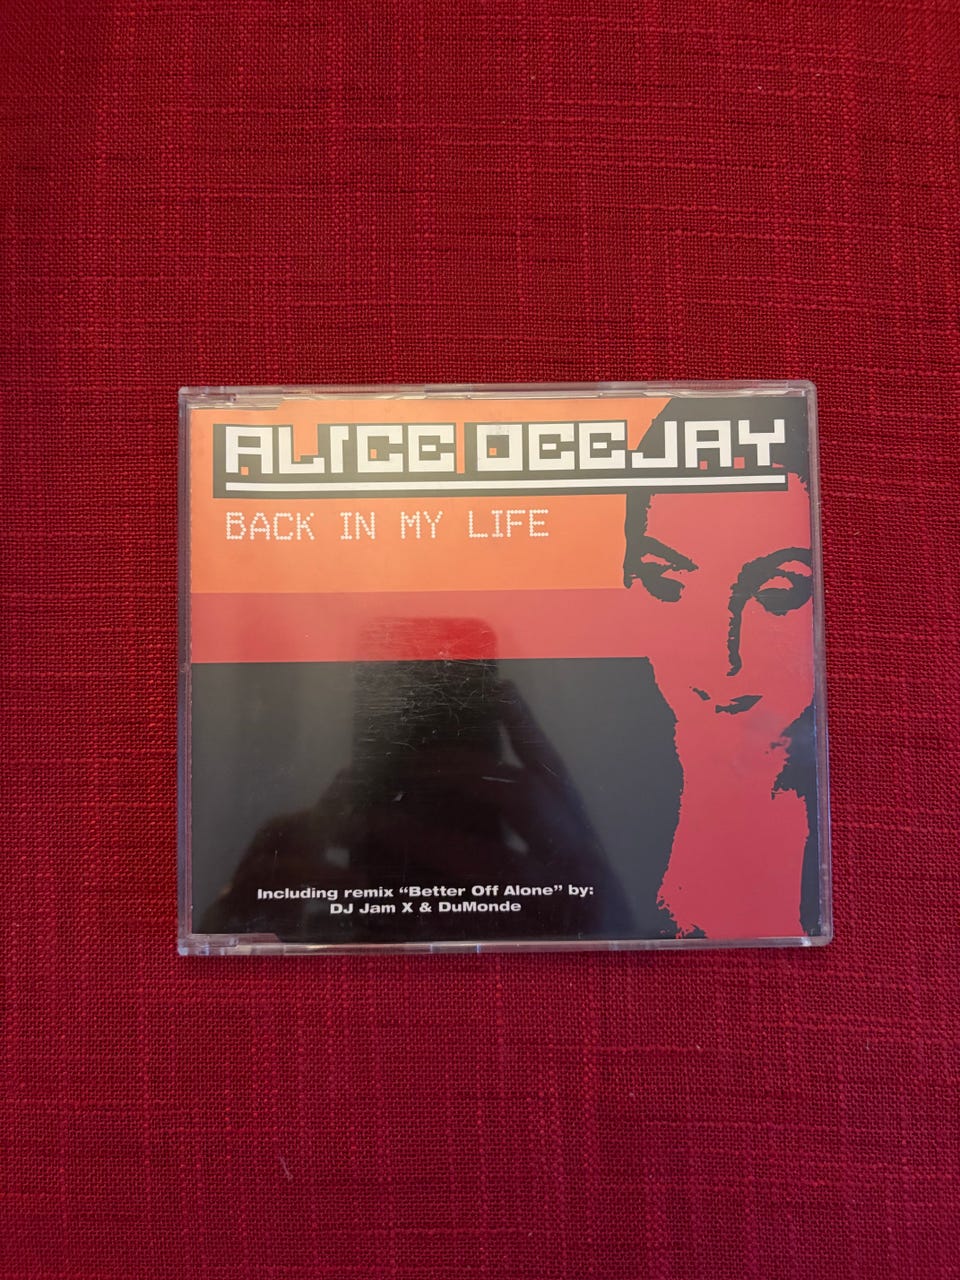 ALICE DEEJAY
BACK IN MY LIFE
Including remix “Better Off Alone” by:
DJ Jam X & DuMonde